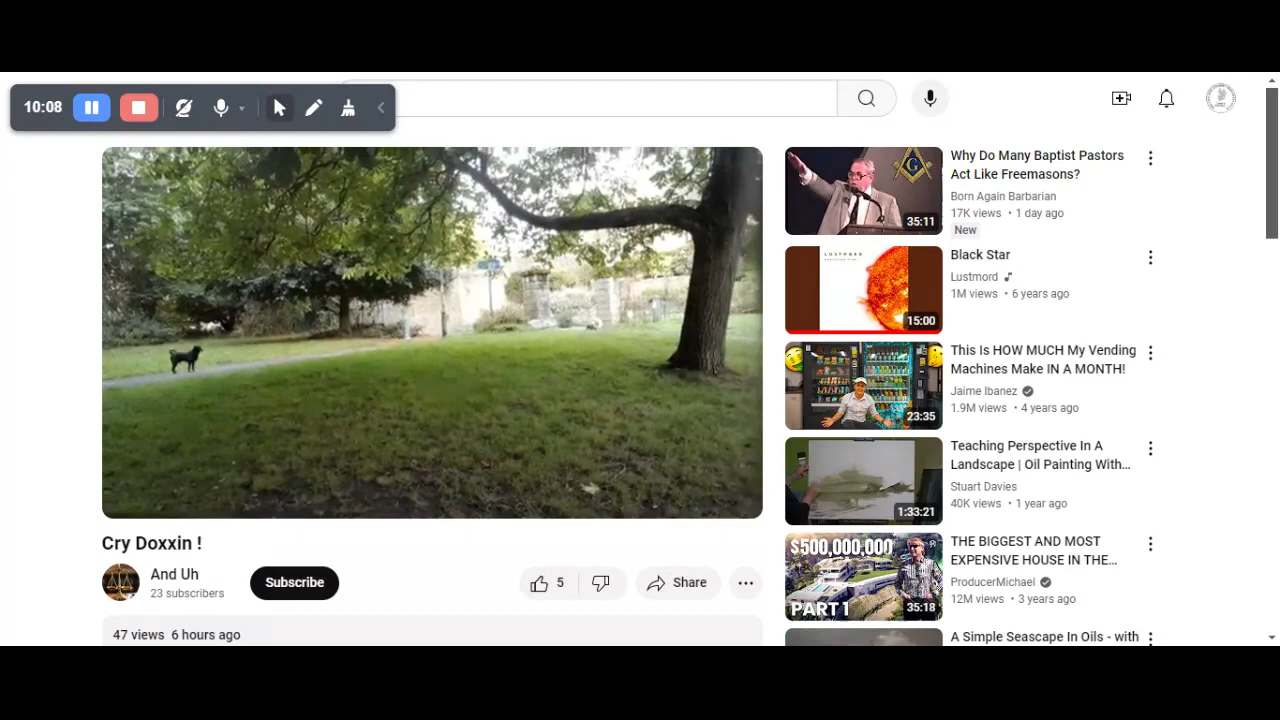 10:08
Cry Doxxin !
And Uh
23 subscribers
Subscribe
5
Share
47 views 6 hours ago
G
35:11
Why Do Many Baptist Pastors
Act Like Freemasons?
Born Again Barbarian
17K views • 1 day ago
New
LUSTMORD
15:00
Black Star
Lustmord
1M views • 6 years ago
23:35
This Is HOW MUCH My Vending
Machines Make IN A MONTH!
Jaime Ibanez
1.9M views • 4 years ago
1:33:21
Teaching Perspective In A
Landscape | Oil Painting With...
Stuart Davies
40K views • 1 year ago
$500,000,000
PART 1
35:18
THE BIGGEST AND MOST
EXPENSIVE HOUSE IN THE...
ProducerMichael
12M views • 3 years ago
A Simple Seascape In Oils - with